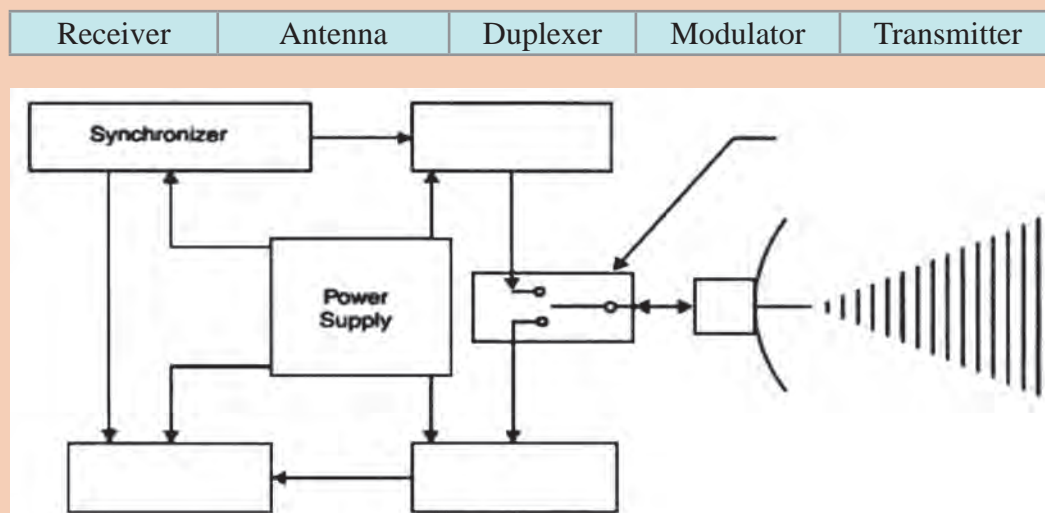 Receiver Antenna Duplexer Modulator Transmitter
Synchronizer
Power
Supply